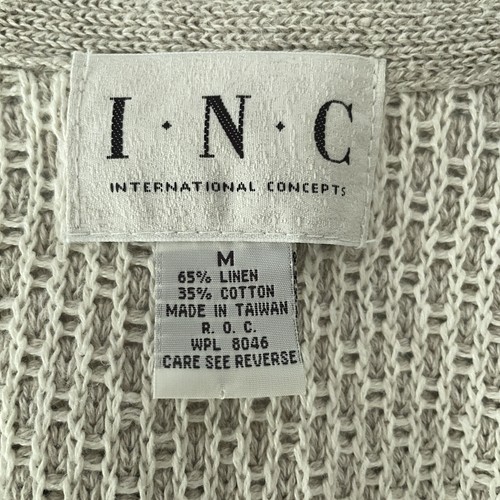 I·N·C
INTERNATIONAL CONCEPTS
M
65% LINEN
35% COTTON
MADE IN TAIWAN
R. O. C.
WPL 8046
CARE SEE REVERSE